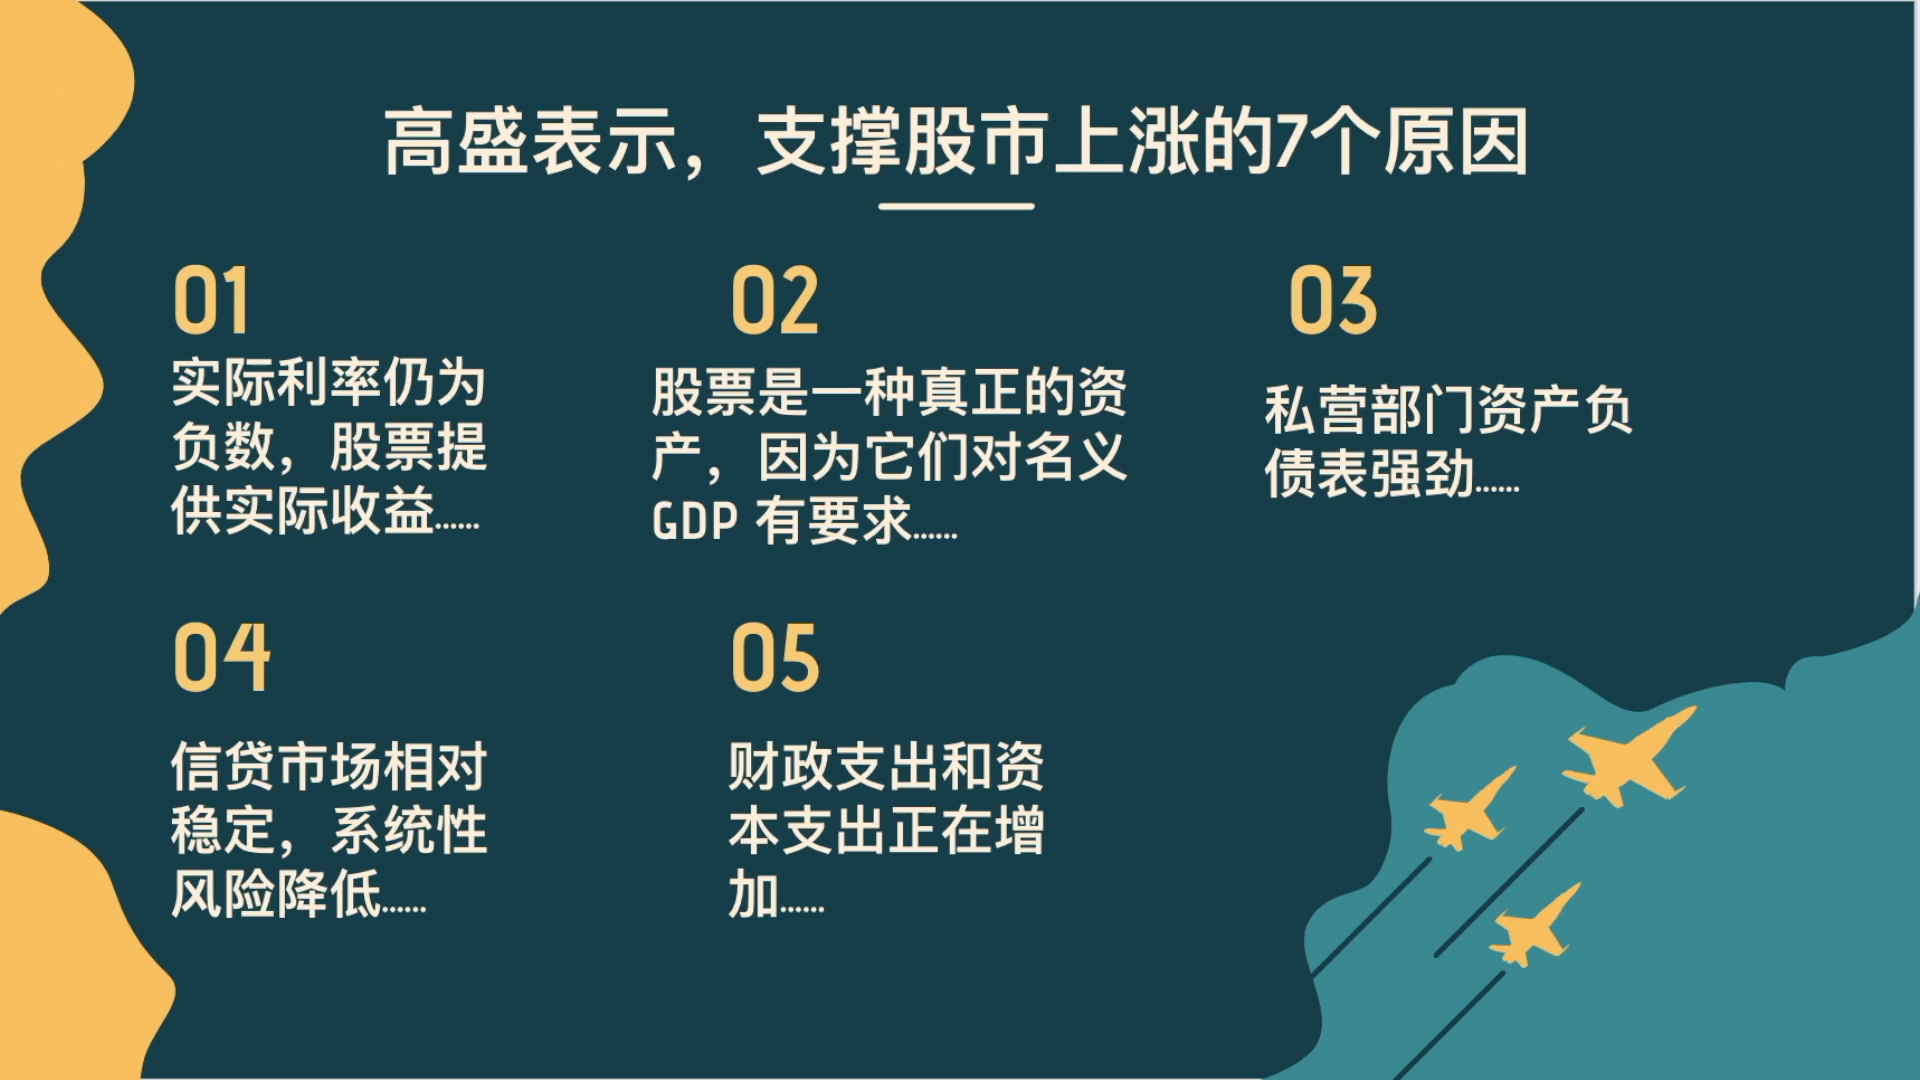 高盛表示，支撑股市上涨的7个原因
01
实际利率仍为
负数，股票提
供实际收益……
02
股票是一种真正的资
产，因为它们对名义
GDP 有要求……
03
私营部门资产负
债表强劲……
04
信贷市场相对
稳定，系统性
风险降低……
05
财政支出和资
本支出正在增
加……